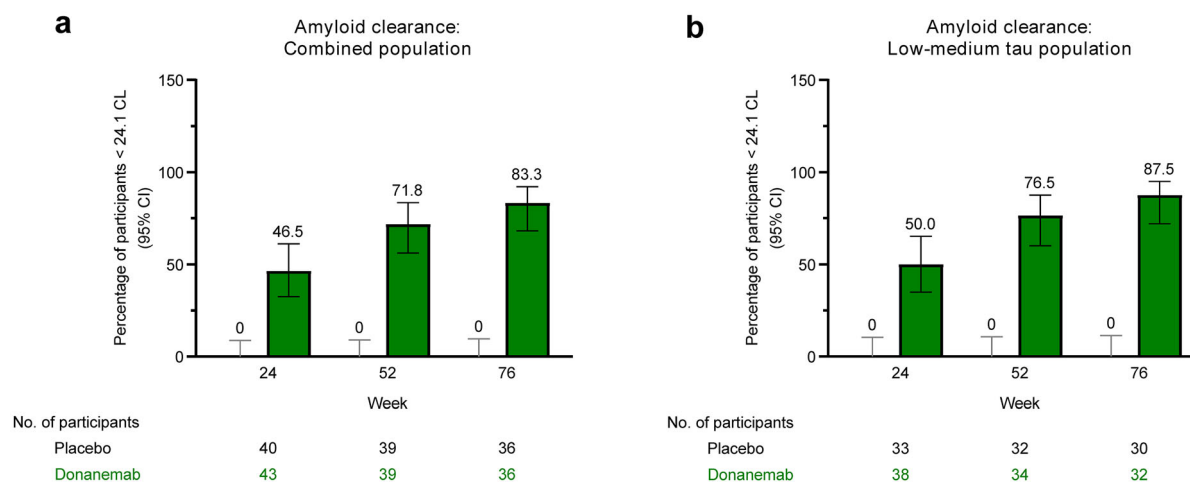 a
Amyloid clearance:
Combined population
Percentage of participants < 24.1 CL
(95% CI)
150
100
50
0
0
46.5
0
71.8
0
83.3
24
52
76
Week
No. of participants
Placebo
40
39
36
Donanemab
43
39
36
b
Amyloid clearance:
Low-medium tau population
Percentage of participants < 24.1 CL
(95% CI)
150
100
50
0
0
50.0
0
76.5
0
87.5
24
52
76
Week
No. of participants
Placebo
33
32
30
Donanemab
38
34
32